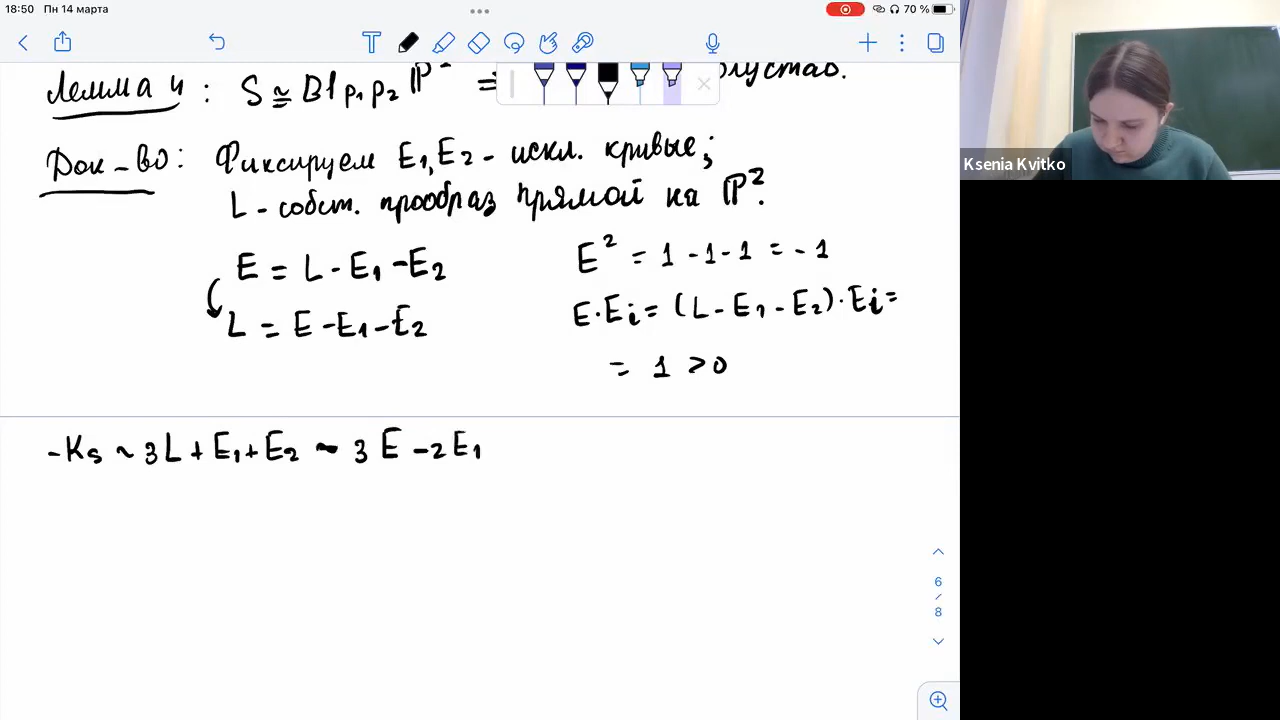 18:50 Пн 14 марта
70 %
Лемма 4: S ≅ Bl p₁ p₂ ℙ² ⇒
Док-во: Фиксируем E₁, E₂ - искл. кривые;
L - собст. прообраз прямой на ℙ².
E = L - E₁ - E₂
E² = 1 - 1 - 1 = - 1
L = E - E₁ - E₂
E · Eᵢ = (L - E₁ - E₂) · Eᵢ =
= 1 > 0
-Kₛ ~ 3L + E₁ + E₂ ~ 3E - 2E₁
Ksenia Kvitko
6 / 8